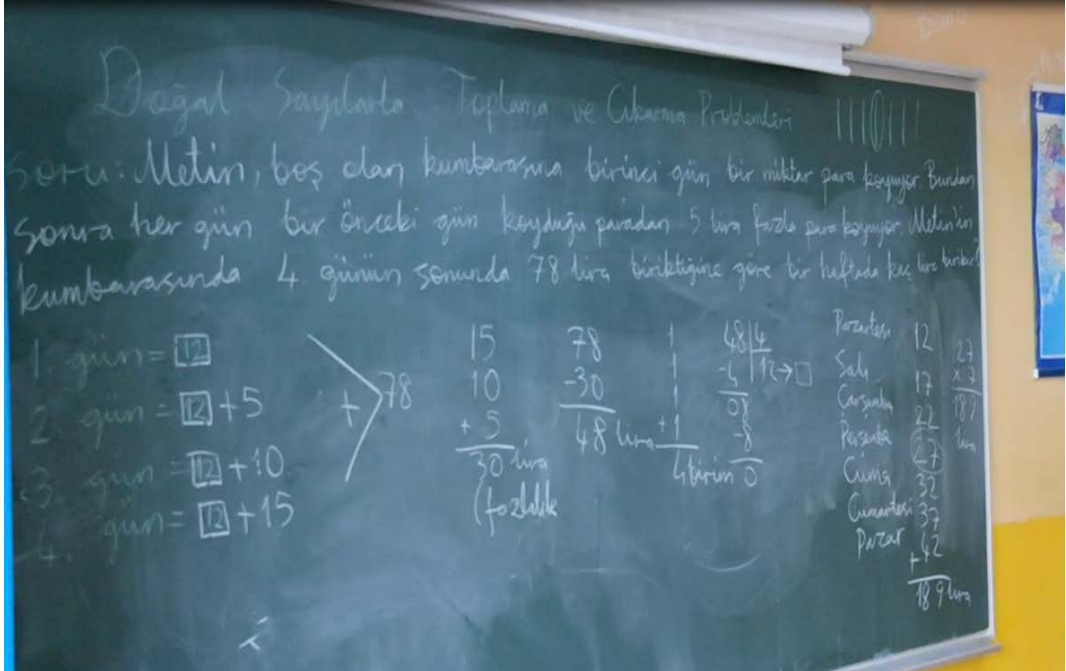 Doğal Sayılarla Toplama ve Çıkarma Problemleri
Soru: Metin, boş olan kumbarasına birinci gün bir miktar para koyuyor. Bundan
sonra her gün bir önceki gün koyduğu paradan 5 lira fazla para koyuyor. Metin'in
kumbarasında 4 günün sonunda 78 lira biriktiğine göre bir haftada kaç lira birikir?
1. gün = 12
2. gün = 12 + 5
3. gün = 12 + 10
4. gün = 12 + 15
+ 78
15
10
+ 5
30 lira
(fazlalık
78
-30
48 lira
1
1
1
+1
4 birim
48 4
-4 12→□
08
-8
0
Pazartesi 12
Salı 17
Çarşamba 22
Perşembe 27
Cuma 32
Cumartesi 37
Pazar +42
189 lira
27
x7
189
lira